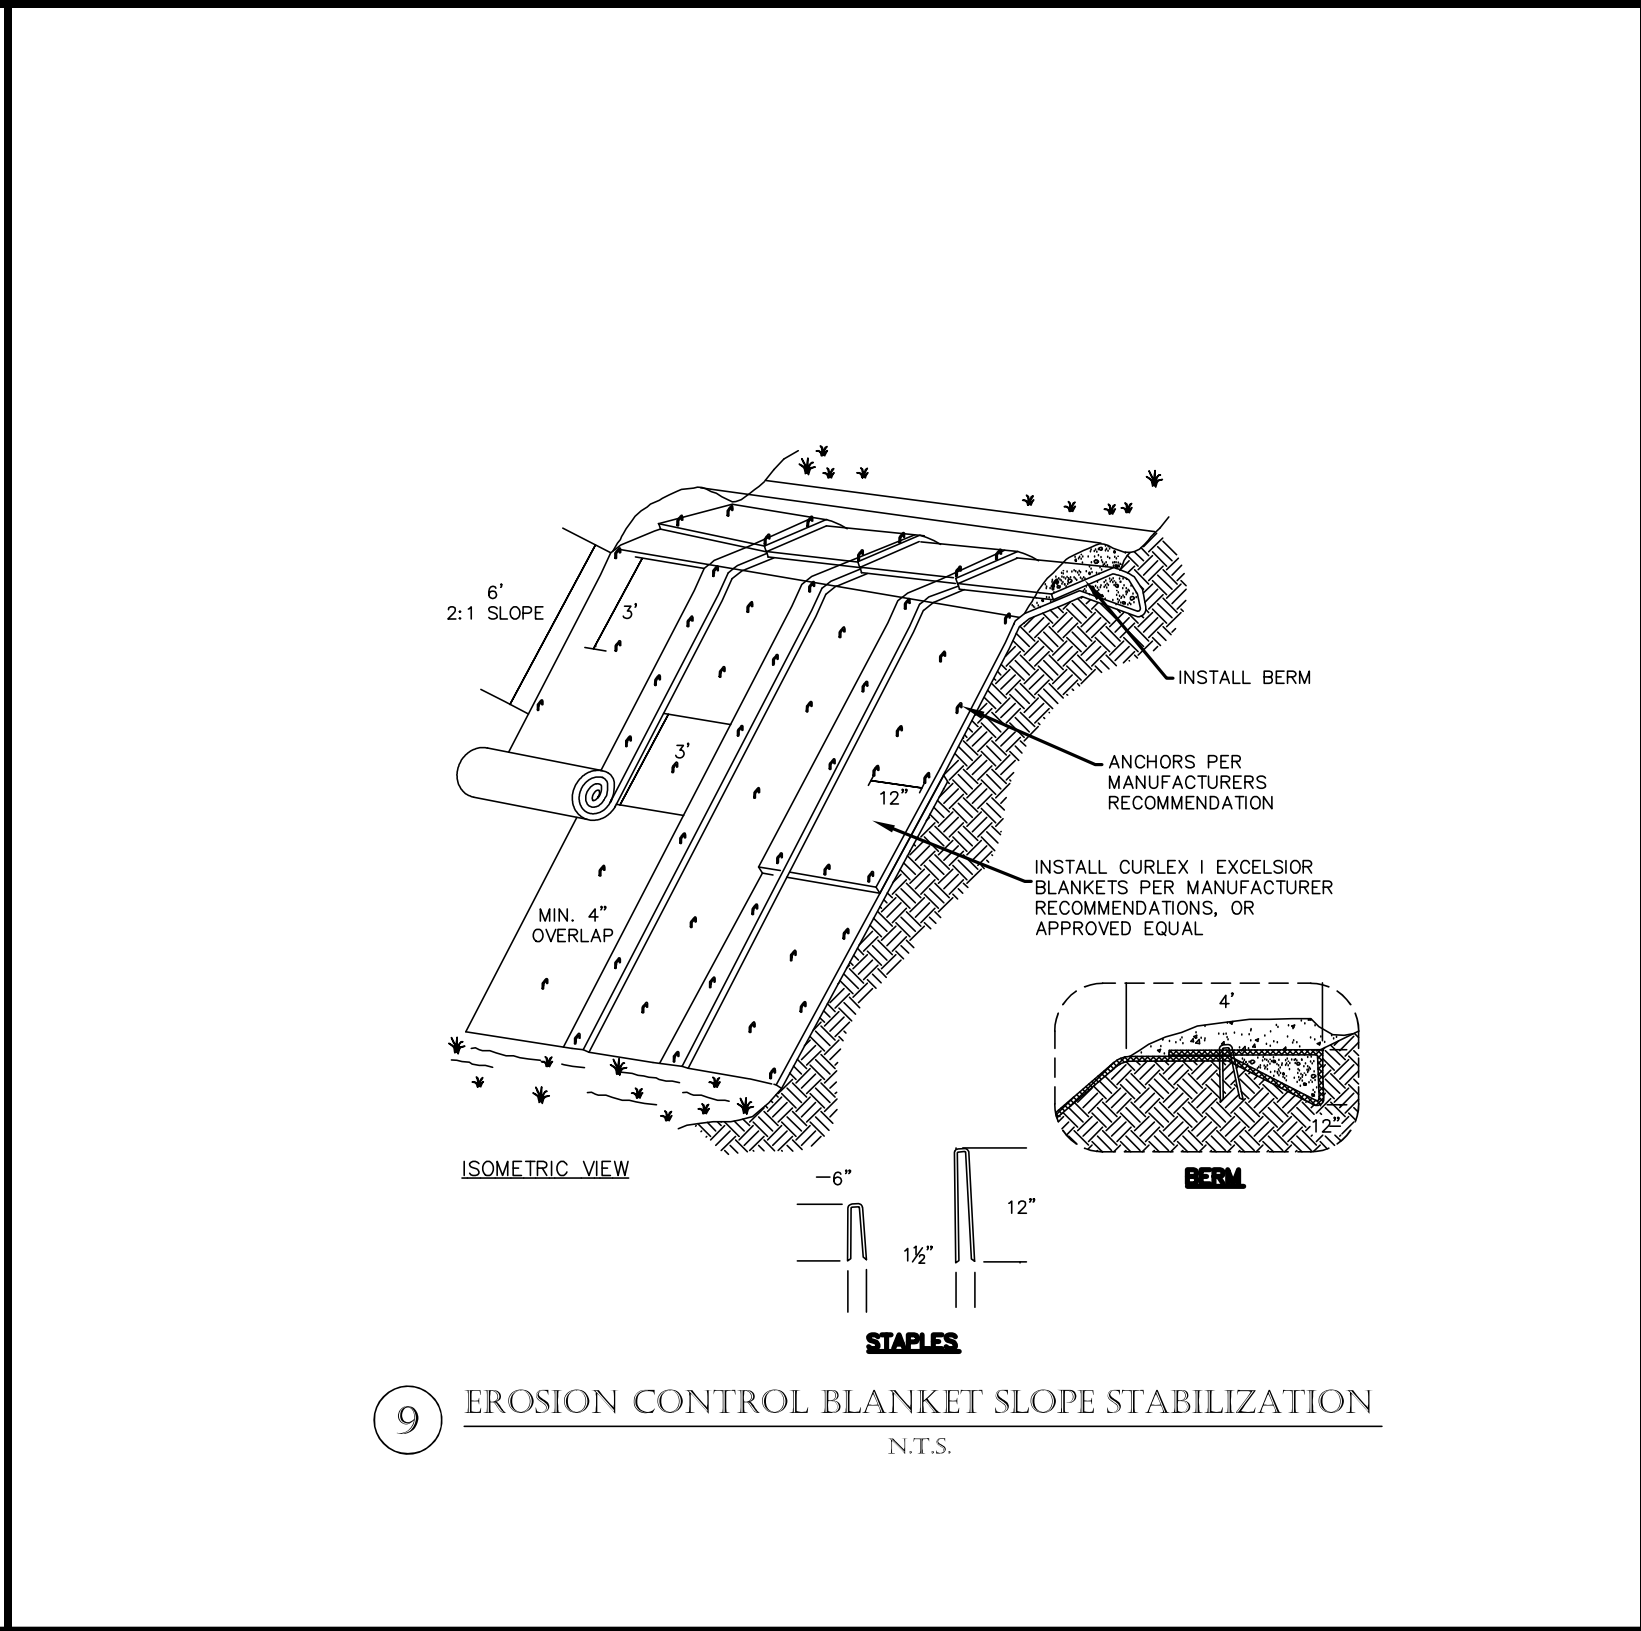 6'
2:1 SLOPE
3'
INSTALL BERM
3'
ANCHORS PER
MANUFACTURERS
RECOMMENDATION
12"
INSTALL CURLEX I EXCELSIOR
BLANKETS PER MANUFACTURER
RECOMMENDATIONS, OR
APPROVED EQUAL
MIN. 4"
OVERLAP
4'
12"
BERM
ISOMETRIC VIEW
6"
12"
1½"
STAPLES
9
EROSION CONTROL BLANKET SLOPE STABILIZATION
N.T.S.